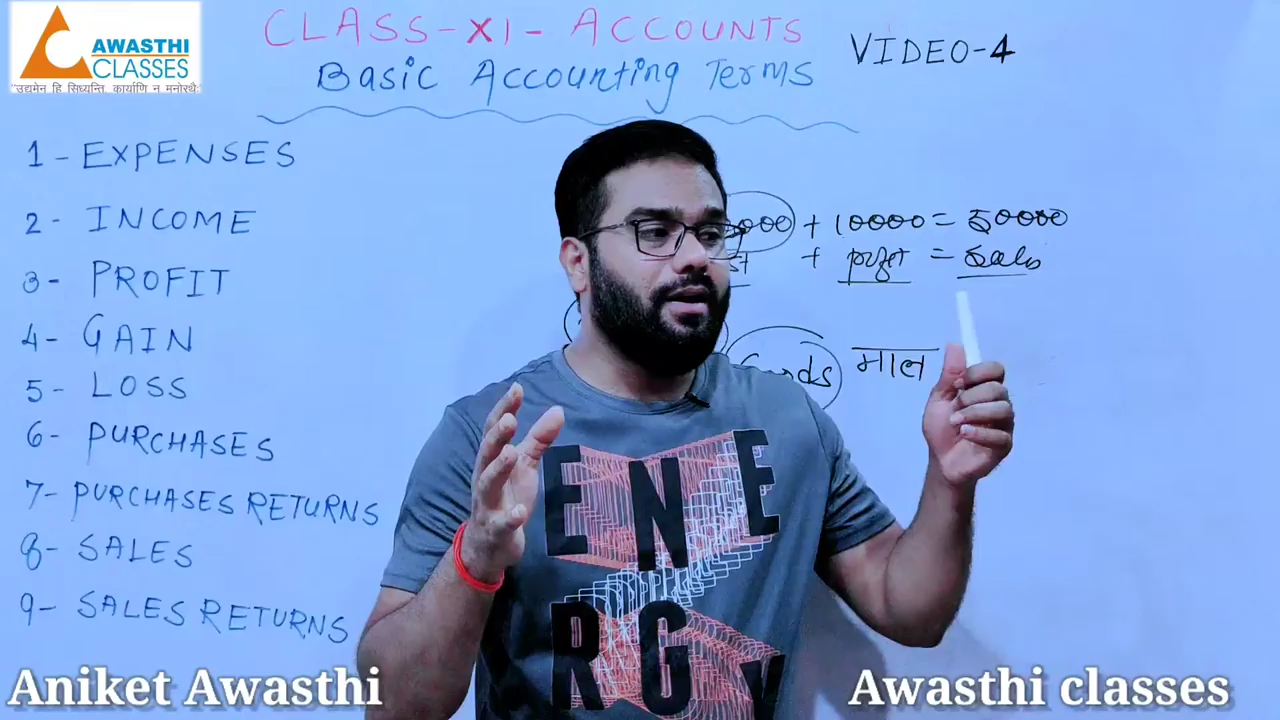 AWASTHI
CLASSES
"उद्यमेन हि सिध्यन्ति, कार्याणि न मनोरथैः"
CLASS-XI- ACCOUNTS
Basic Accounting Terms
VIDEO-4
1- EXPENSES
2- INCOME
3- PROFIT
4- GAIN
5- LOSS
6- PURCHASES
7- PURCHASES RETURNS
8- SALES
9- SALES RETURNS
+ 10000 = 50000
+ profit = Sales
माल
ENE
RGY
Aniket Awasthi
Awasthi classes